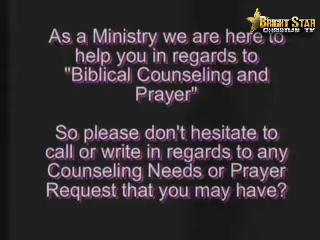 BRIGHT STAR
CHRISTIAN TV
As a Ministry we are here to
help you in regards to
"Biblical Counseling and
Prayer"
So please don't hesitate to
call or write in regards to any
Counseling Needs or Prayer
Request that you may have?